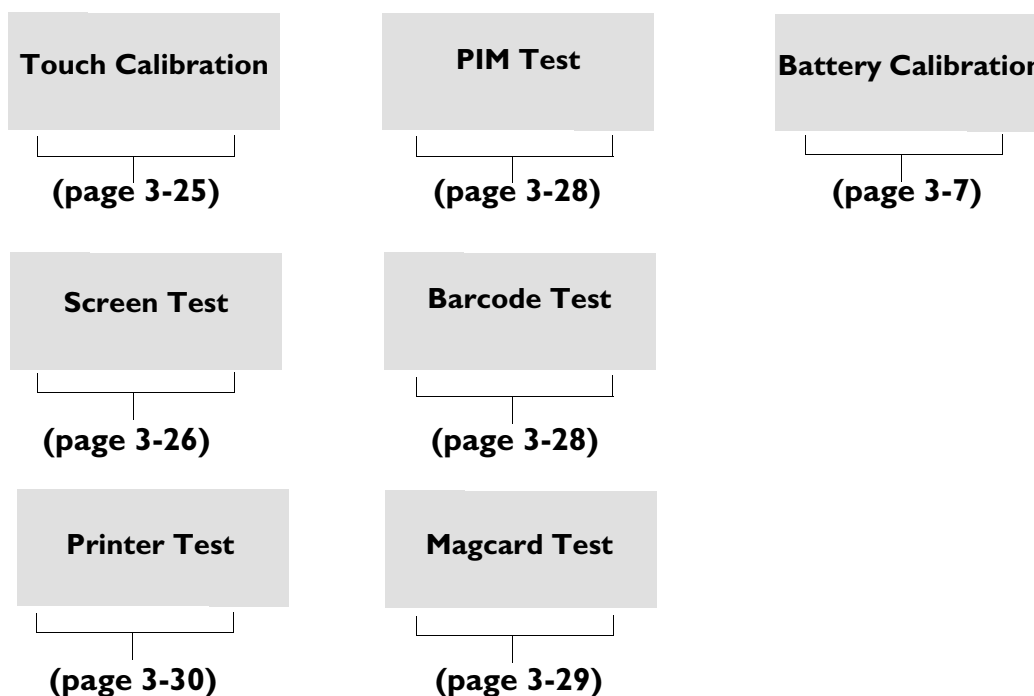 Touch Calibration
PIM Test
Battery Calibration
(page 3-25)
(page 3-28)
(page 3-7)
Screen Test
Barcode Test
(page 3-26)
(page 3-28)
Printer Test
Magcard Test
(page 3-30)
(page 3-29)